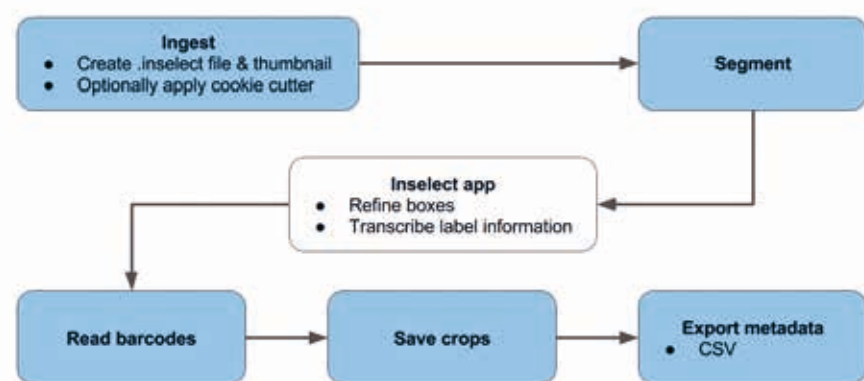 Ingest
● Create .inselect file & thumbnail
● Optionally apply cookie cutter
Segment
Inselect app
● Refine boxes
● Transcribe label information
Read barcodes
Save crops
Export metadata
● CSV